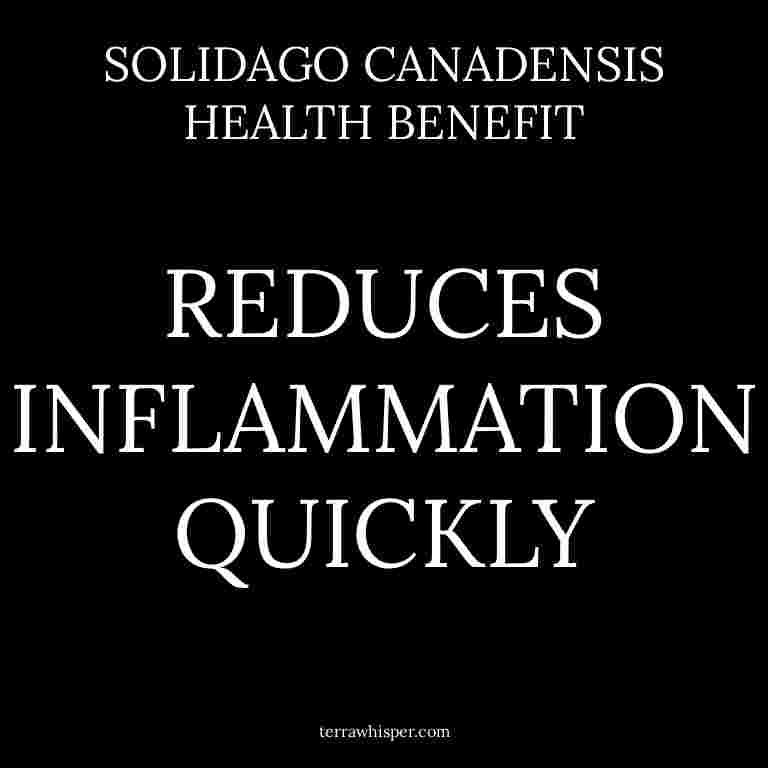 SOLIDAGO CANADENSIS
HEALTH BENEFIT
REDUCES
INFLAMMATION
QUICKLY
terrawhisper.com